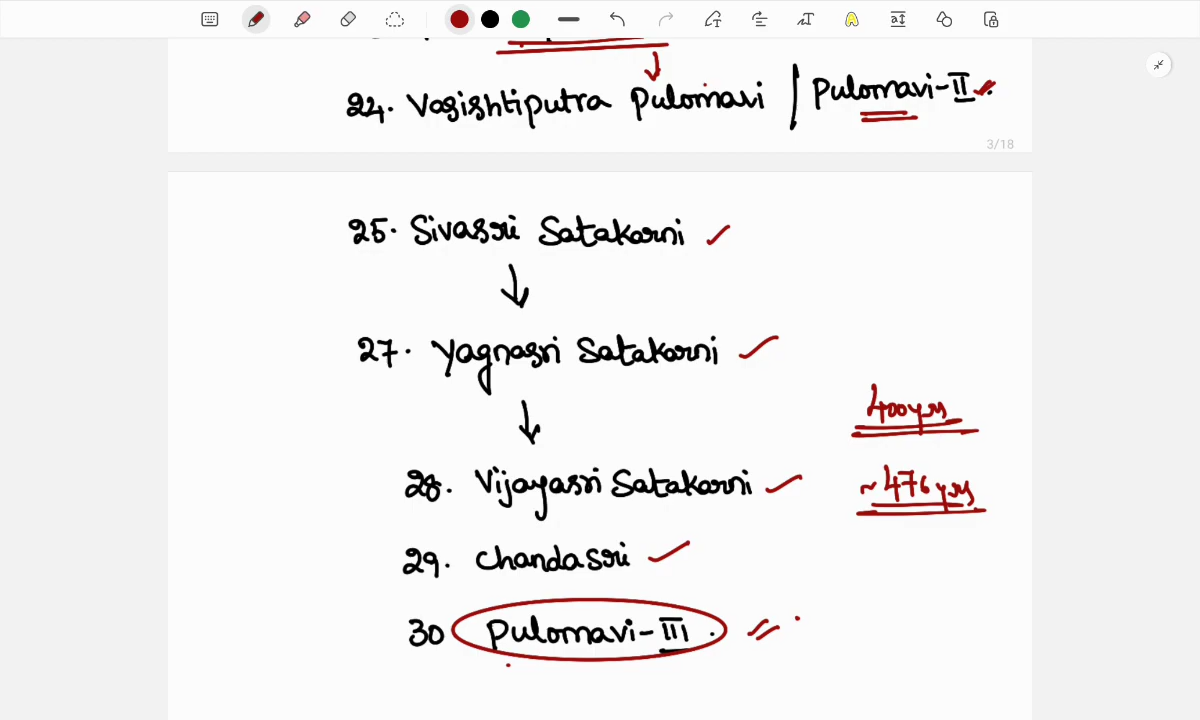 24. Vasishtiputra Pulomavi | Pulomavi-II.
3/18
25. Sivasri Satakarni
27. Yagnasri Satakarni
400yrs
28. Vijayasri Satakarni
~476yrs
29. Chandasri
30 Pulomavi-III.